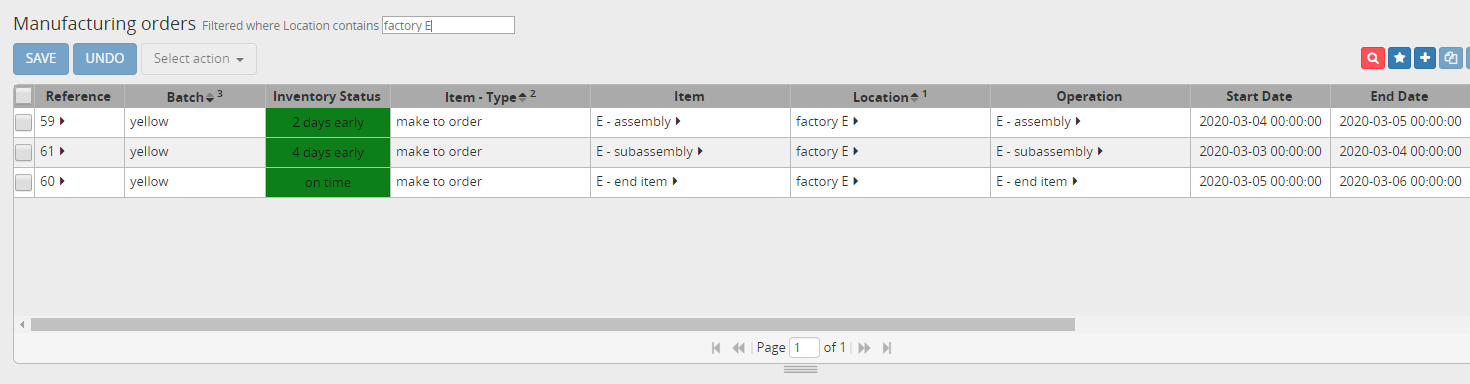 Manufacturing orders Filtered where Location contains factory E
SAVE UNDO Select action
Reference Batch 3 Inventory Status Item - Type 2 Item Location 1 Operation Start Date End Date
59 yellow 2 days early make to order E - assembly factory E E - assembly 2020-03-04 00:00:00 2020-03-05 00:00:00
61 yellow 4 days early make to order E - subassembly factory E E - subassembly 2020-03-03 00:00:00 2020-03-04 00:00:00
60 yellow on time make to order E - end item factory E E - end item 2020-03-05 00:00:00 2020-03-06 00:00:00
Page 1 of 1